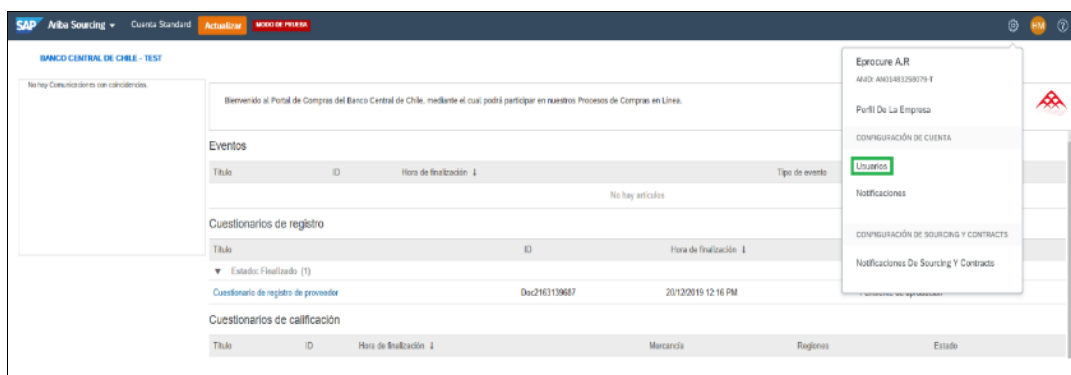 SAP Ariba Sourcing Cuenta Standard Actualizar MODO DE PRUEBA HM ?
BANCO CENTRAL DE CHILE - TEST
No hay Comunicaciones con coincidencias.
Bienvenido al Portal de Compras del Banco Central de Chile, mediante el cual podrá participar en nuestros Procesos de Compras en Línea.
Eventos
Título ID Hora de finalización ↓ Tipo de evento
No hay artículos
Cuestionarios de registro
Título ID Hora de finalización ↓
▼ Estado: Finalizado (1)
Cuestionario de registro de proveedor Doc2163139687 20/12/2019 12:16 PM
Cuestionarios de calificación
Título ID Hora de finalización ↓ Mercancía Regiones Estado
Eprocure A.R
ANID: AN01483259079-T
Perfil De La Empresa
CONFIGURACIÓN DE CUENTA
Usuarios
Notificaciones
CONFIGURACIÓN DE SOURCING Y CONTRACTS
Notificaciones De Sourcing Y Contracts